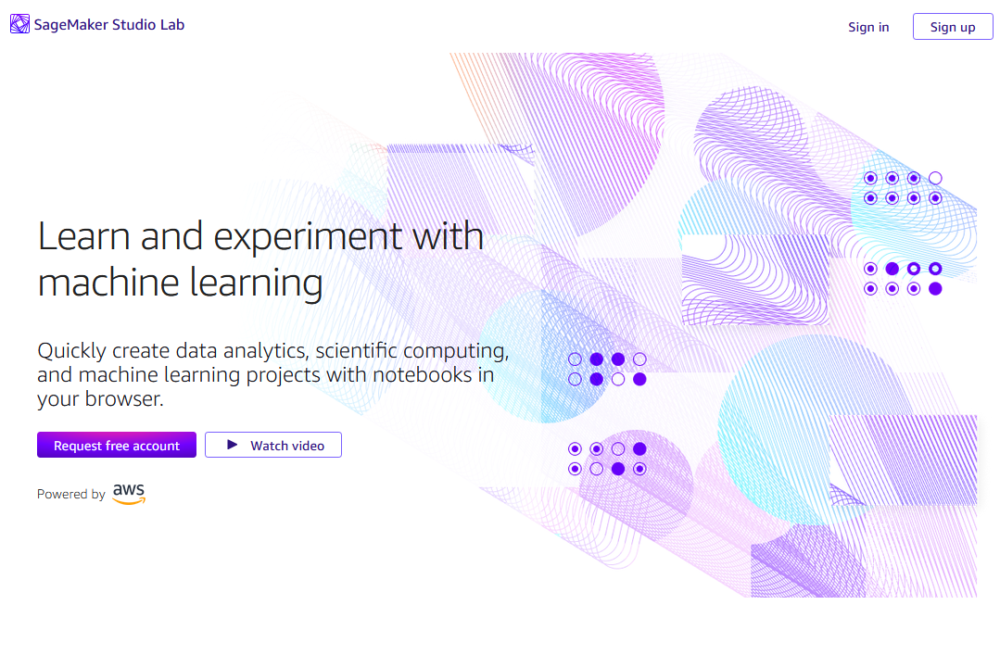 SageMaker Studio Lab
Sign in
Sign up
Learn and experiment with
machine learning
Quickly create data analytics, scientific computing,
and machine learning projects with notebooks in
your browser.
Request free account
Watch video
Powered by aws